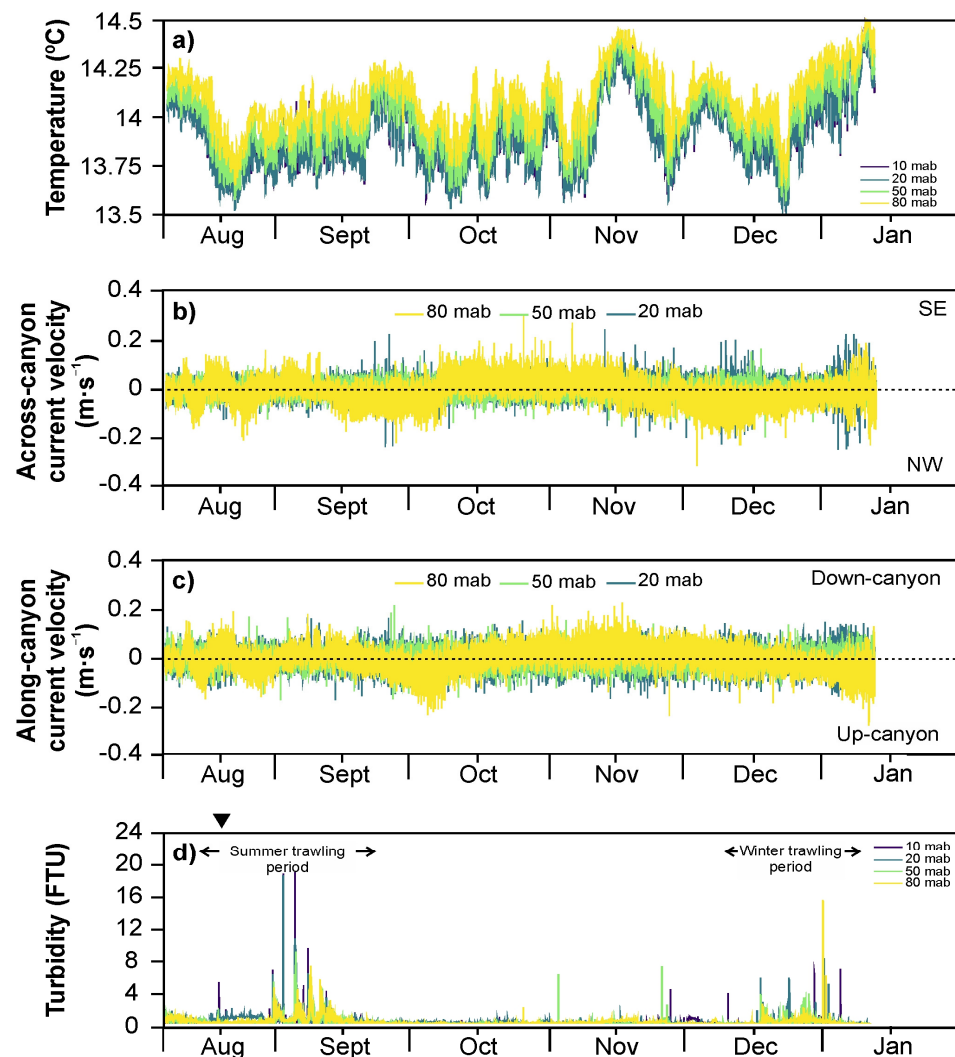 a)
Temperature (ºC)
14.5
14.25
14
13.75
13.5
10 mab
20 mab
50 mab
80 mab
Aug Sept Oct Nov Dec Jan
b)
Across-canyon
current velocity
(m·s⁻¹)
0.4
0.2
0
-0.2
-0.4
80 mab 50 mab 20 mab
SE
NW
Aug Sept Oct Nov Dec Jan
c)
Along-canyon
current velocity
(m·s⁻¹)
0.4
0.2
0
-0.2
-0.4
80 mab 50 mab 20 mab
Down-canyon
Up-canyon
Aug Sept Oct Nov Dec Jan
d)
Turbidity (FTU)
24
20
16
12
8
4
0
Summer trawling
period
Winter trawling
period
10 mab
20 mab
50 mab
80 mab
Aug Sept Oct Nov Dec Jan